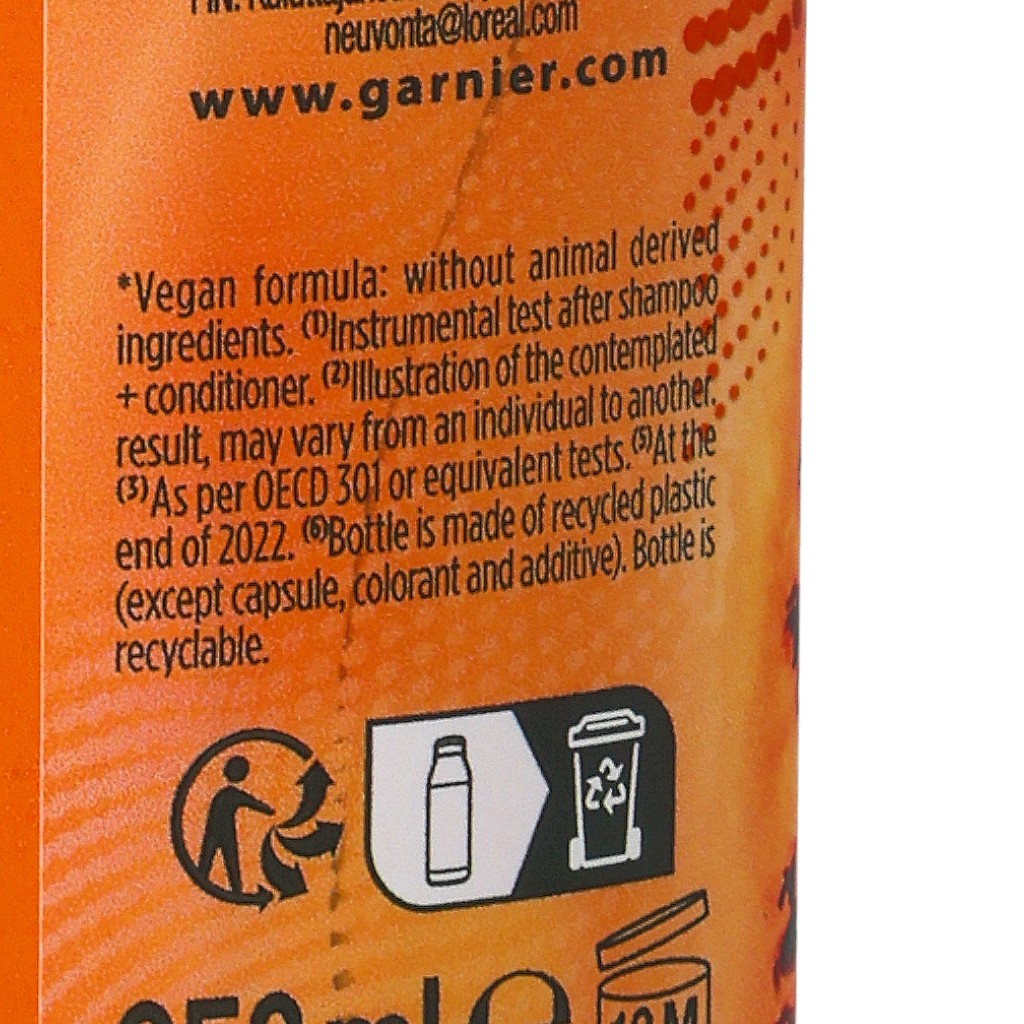 neuvonta@loreal.com
www.garnier.com
*Vegan formula: without animal derived
ingredients. (1)Instrumental test after shampoo
+ conditioner. (2)Illustration of the contemplated
result, may vary from an individual to another.
(3)As per OECD 301 or equivalent tests. (5)At the
end of 2022. (6)Bottle is made of recycled plastic
(except capsule, colorant and additive). Bottle is
recyclable.
ml